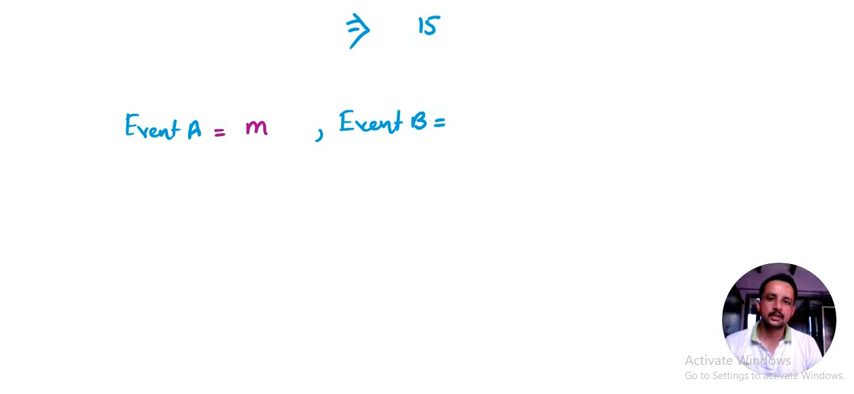 ⇒ 15
Event A = m , Event B =
Activate Windows
Go to Settings to activate Windows.